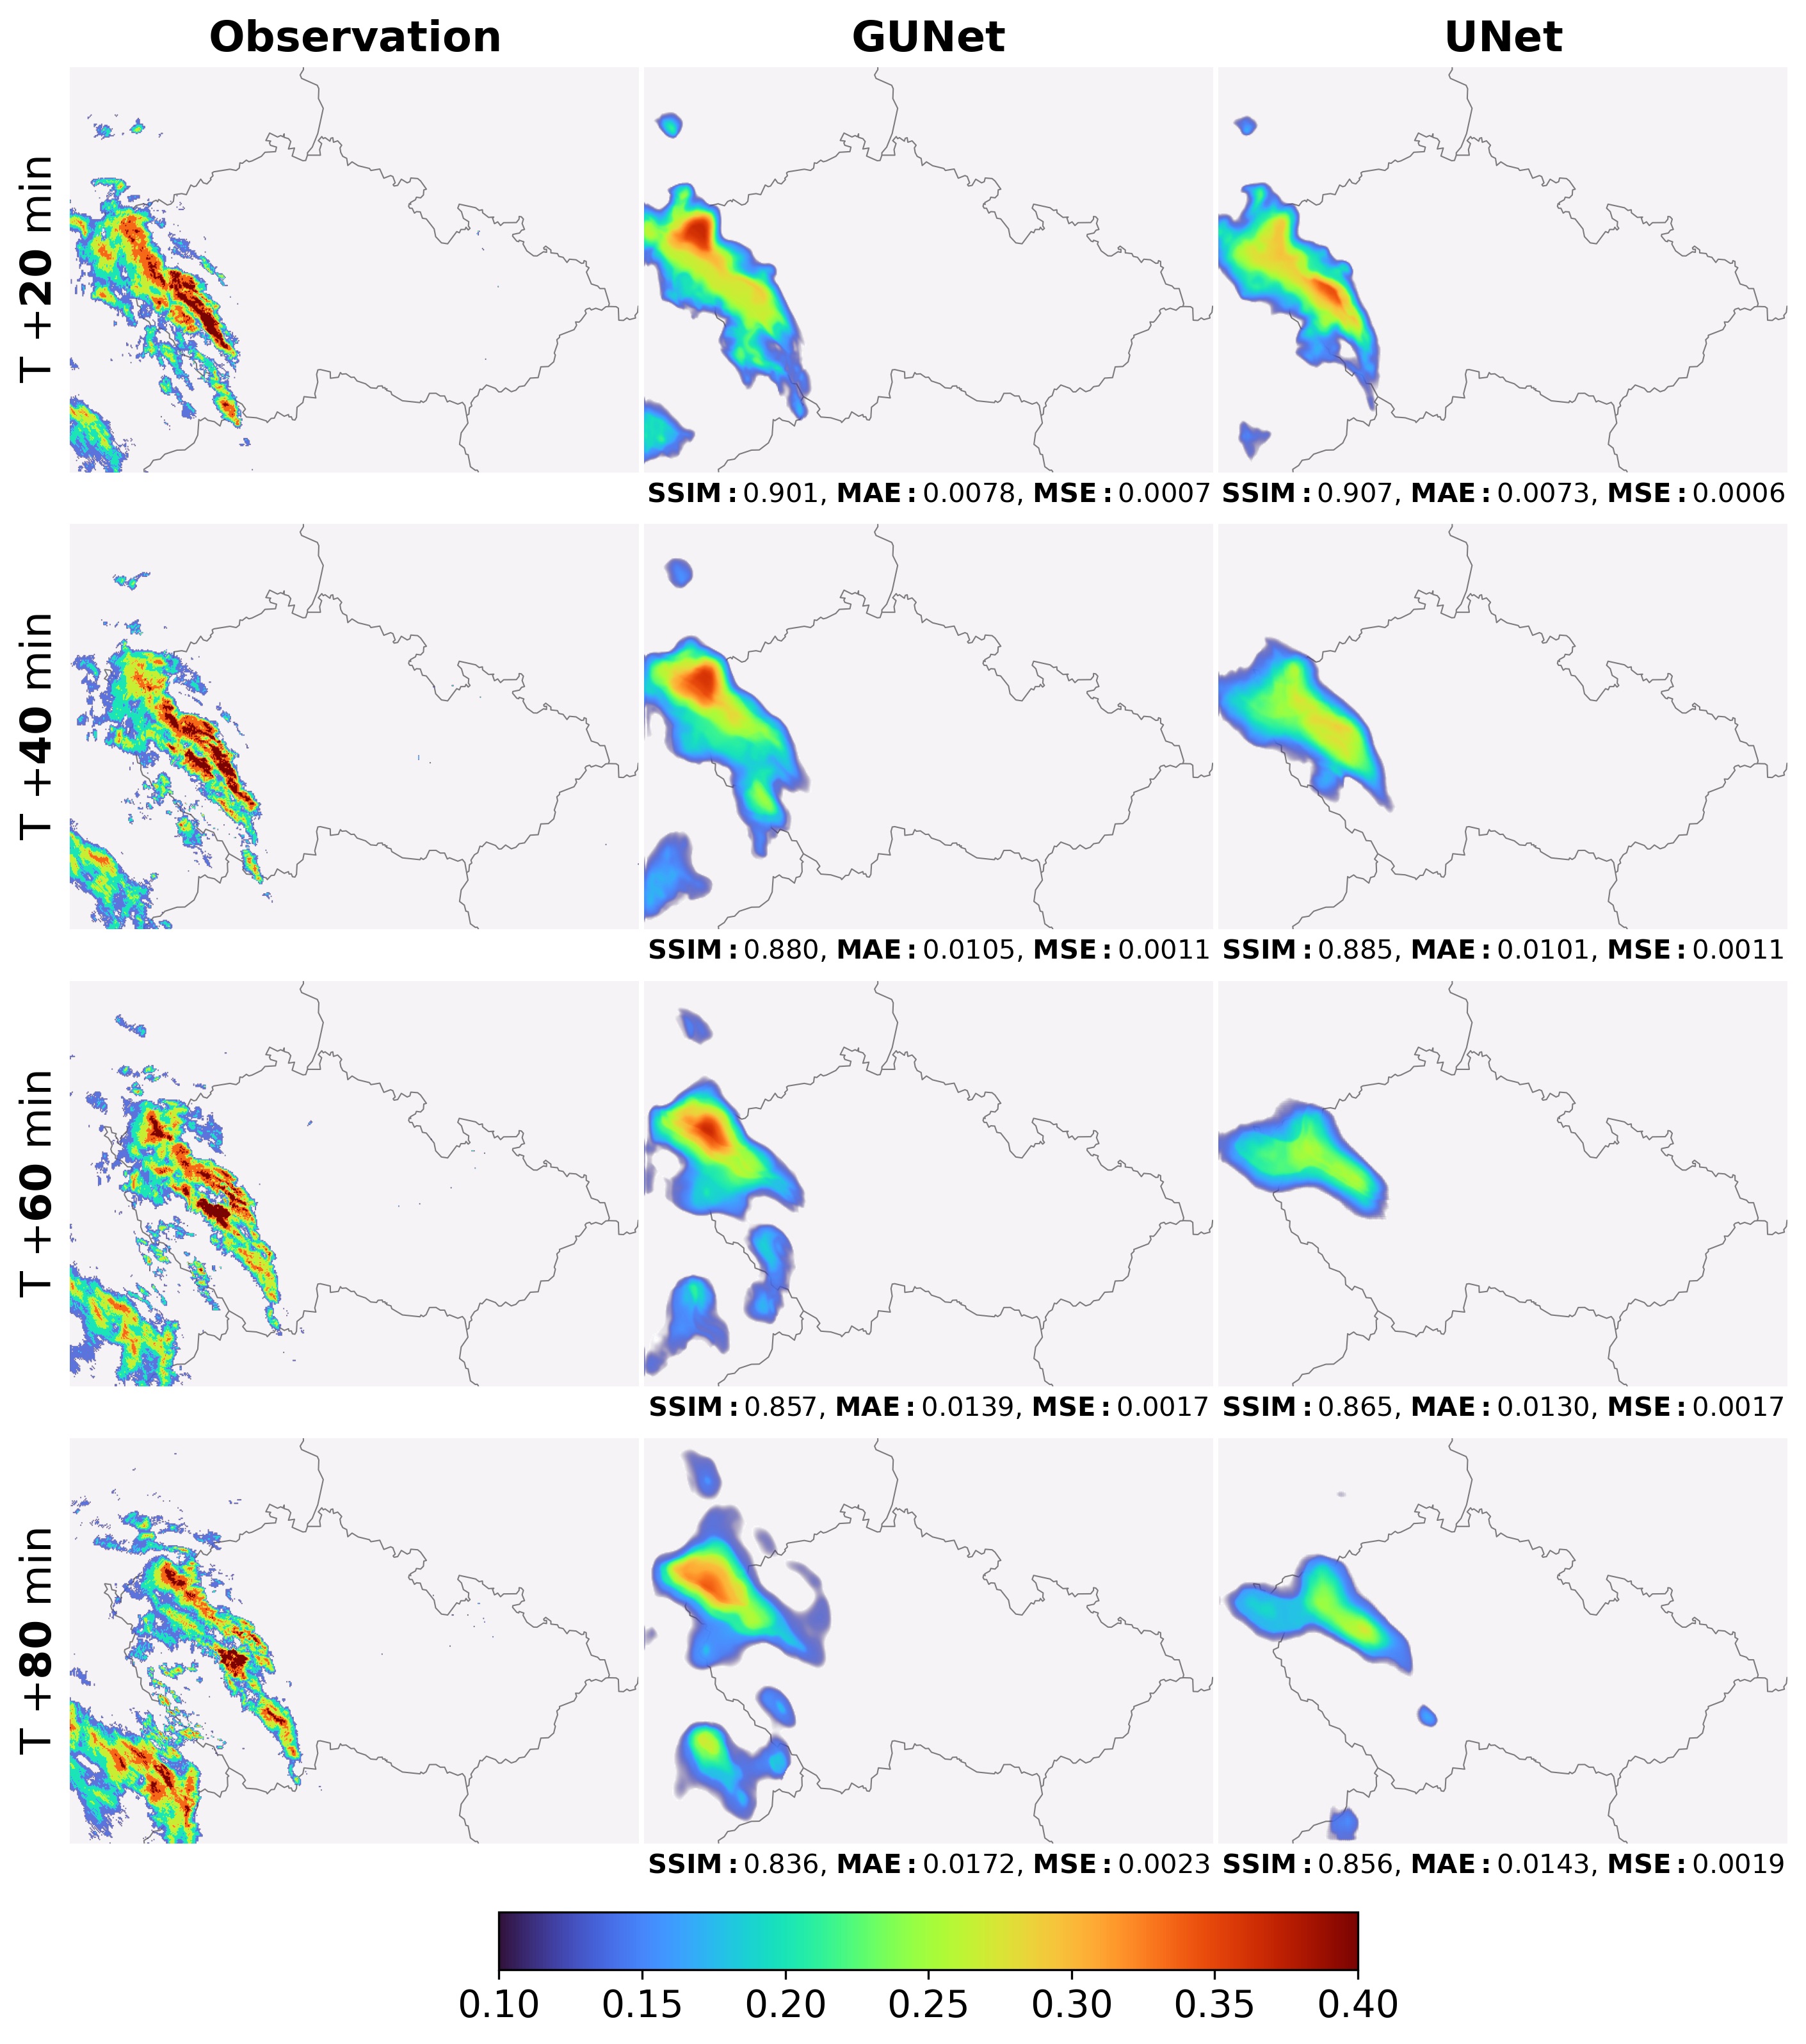 Observation GUNet UNet
T +20 min
SSIM: 0.901, MAE: 0.0078, MSE: 0.0007 SSIM: 0.907, MAE: 0.0073, MSE: 0.0006
T +40 min
SSIM: 0.880, MAE: 0.0105, MSE: 0.0011 SSIM: 0.885, MAE: 0.0101, MSE: 0.0011
T +60 min
SSIM: 0.857, MAE: 0.0139, MSE: 0.0017 SSIM: 0.865, MAE: 0.0130, MSE: 0.0017
T +80 min
SSIM: 0.836, MAE: 0.0172, MSE: 0.0023 SSIM: 0.856, MAE: 0.0143, MSE: 0.0019
0.10 0.15 0.20 0.25 0.30 0.35 0.40